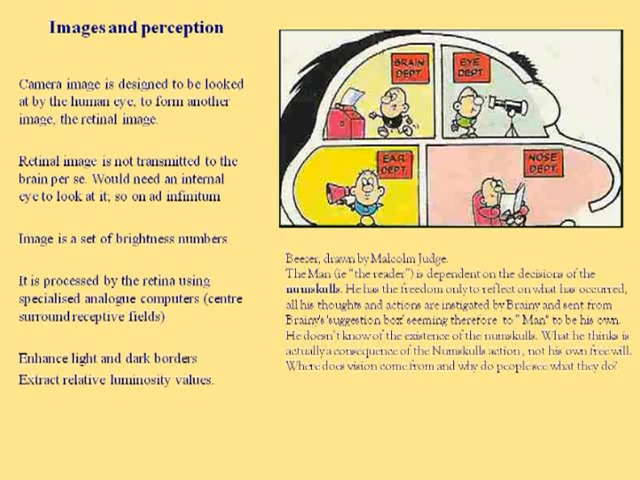 Images and perception
Camera image is designed to be looked
at by the human eye, to form another
image, the retinal image.
Retinal image is not transmitted to the
brain per se. Would need an internal
eye to look at it; so on ad infinitum
Image is a set of brightness numbers
It is processed by the retina using
specialised analogue computers (centre
surround receptive fields)
Enhance light and dark borders
Extract relative luminosity values.
BRAIN
DEPT.
EYE
DEPT.
EAR
DEPT.
NOSE
DEPT.
Beezer, drawn by Malcolm Judge.
The Man (ie "the reader") is dependent on the decisions of the
numskulls. He has the freedom only to reflect on what has occurred,
all his thoughts and actions are instigated by Brainy and sent from
Brainy's 'suggestion box' seeming therefore to " Man" to be his own.
He doesn't know of the existence of the numskulls. What he thinks is
actually a consequence of the Numskulls action , not his own free will.
Where does vision come from and why do people see what they do?